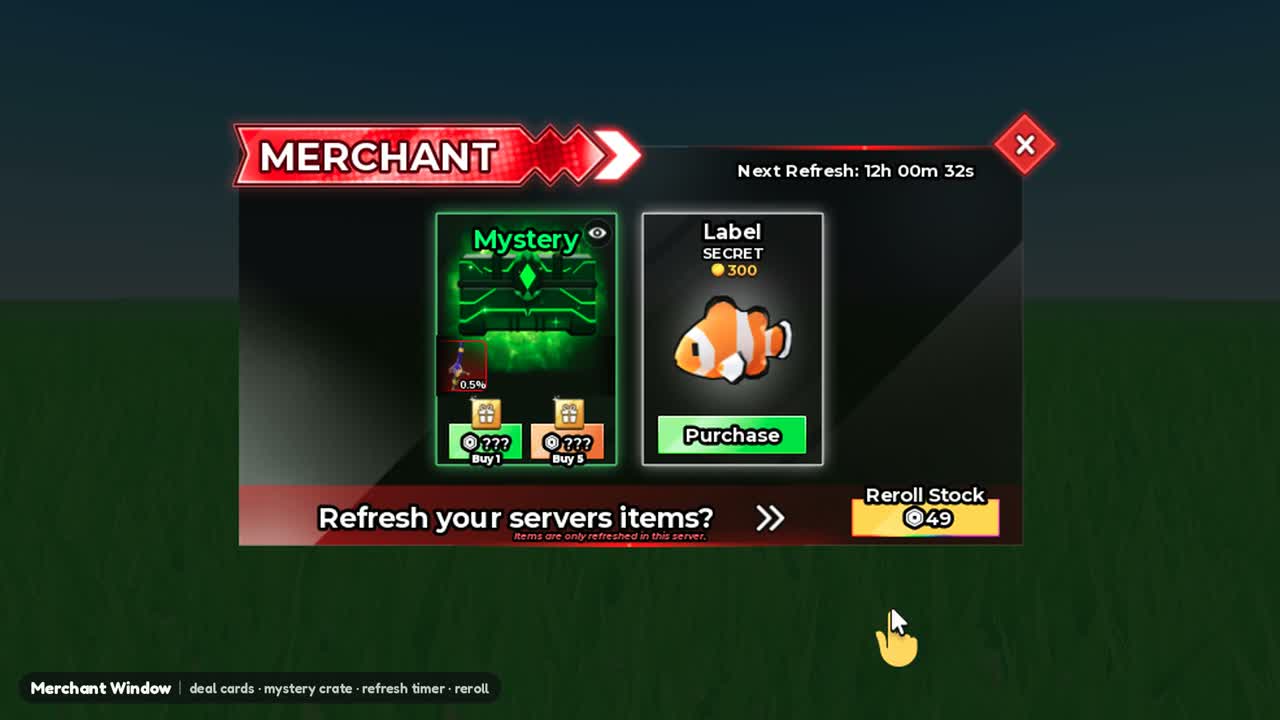 MERCHANT
Next Refresh: 12h 00m 32s
Mystery
0.5%
???
Buy 1
???
Buy 5
Label
SECRET
300
Purchase
Refresh your servers items?
Items are only refreshed in this server.
Reroll Stock
49
Merchant Window | deal cards · mystery crate · refresh timer · reroll